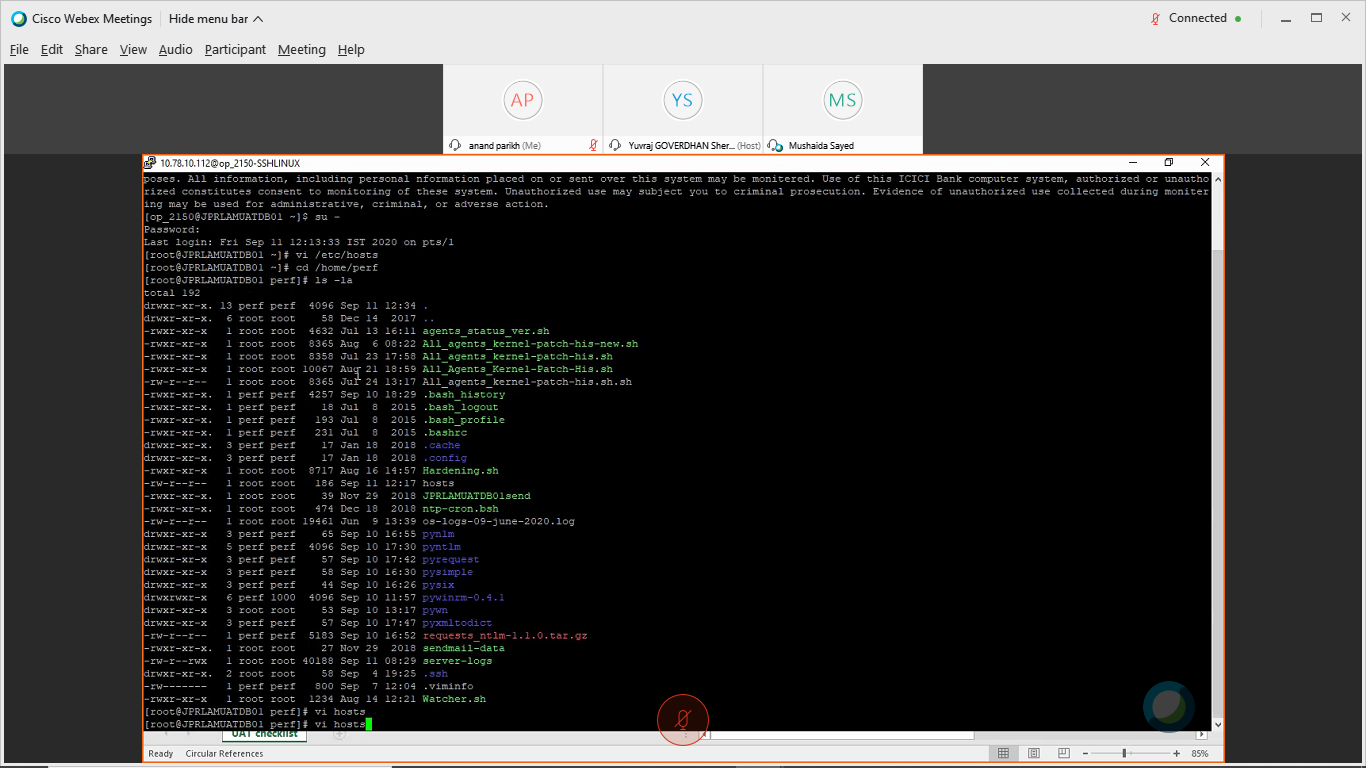 Cisco Webex Meetings
Hide menu bar
Connected
File Edit Share View Audio Participant Meeting Help
AP
YS
MS
anand parikh (Me)
Yuvraj GOVERDHAN Sher... (Host)
Mushaida Sayed
10.78.10.112@op_2150-SSHLINUX
poses. All information, including personal nformation placed on or sent over this system may be monitered. Use of this ICICI Bank computer system, authorized or unautho
rized constitutes consent to monitoring of these system. Unauthorized use may subject you to criminal prosecution. Evidence of unauthorized use collected during moniter
ing may be used for administrative, criminal, or adverse action.
[op_2150@JPRLAMUATDB01 ~]$ su -
Password:
Last login: Fri Sep 11 12:13:33 IST 2020 on pts/1
[root@JPRLAMUATDB01 ~]# vi /etc/hosts
[root@JPRLAMUATDB01 ~]# cd /home/perf
[root@JPRLAMUATDB01 perf]# ls -la
total 192
drwxr-xr-x. 13 perf perf  4096 Sep 11 12:34 .
drwxr-xr-x.  6 root root    58 Dec 14  2017 ..
-rwxr-xr-x   1 root root  4632 Jul 13 16:11 agents_status_ver.sh
-rwxr-xr-x   1 root root  8365 Aug  6 08:22 All_agents_kernel-patch-his-new.sh
-rwxr-xr-x   1 root root  8358 Jul 23 17:58 All_agents_kernel-patch-his.sh
-rwxr-xr-x   1 root root 10067 Aug 21 18:59 All_Agents_Kernel-Patch-His.sh
-rw-r--r--   1 root root  8365 Jul 24 13:17 All_agents_kernel-patch-his.sh.sh
-rwxr-xr-x.  1 perf perf  4257 Sep 10 18:29 .bash_history
-rwxr-xr-x.  1 perf perf    18 Jul  8  2015 .bash_logout
-rwxr-xr-x.  1 perf perf   193 Jul  8  2015 .bash_profile
-rwxr-xr-x.  1 perf perf   231 Jul  8  2015 .bashrc
drwxr-xr-x.  3 perf perf    17 Jan 18  2018 .cache
drwxr-xr-x.  3 perf perf    17 Jan 18  2018 .config
-rwxr-xr-x   1 root root  8717 Aug 16 14:57 Hardening.sh
-rw-r--r--   1 root root   186 Sep 11 12:17 hosts
-rwxr-xr-x.  1 root root    39 Nov 29  2018 JPRLAMUATDB01send
-rwxr-xr-x.  1 root root   474 Dec 18  2018 ntp-cron.bsh
-rw-r--r--   1 root root 19461 Jun  9 13:39 os-logs-09-june-2020.log
drwxr-xr-x   3 perf perf    65 Sep 10 16:55 pynlm
drwxr-xr-x   5 perf perf  4096 Sep 10 17:30 pyntlm
drwxr-xr-x   3 perf perf    57 Sep 10 17:42 pyrequest
drwxr-xr-x   3 perf perf    58 Sep 10 16:30 pysimple
drwxr-xr-x   3 perf perf    44 Sep 10 16:26 pysix
drwxrwxr-x   6 perf 1000  4096 Sep 10 11:57 pywinrm-0.4.1
drwxr-xr-x   3 root root    53 Sep 10 13:17 pywn
drwxr-xr-x   3 perf perf    57 Sep 10 17:47 pyxmltodict
-rw-r--r--   1 perf perf  5183 Sep 10 16:52 requests_ntlm-1.1.0.tar.gz
-rwxr-xr-x.  1 root root    27 Nov 29  2018 sendmail-data
-rw-r--rwx   1 root root 40188 Sep 11 08:29 server-logs
drwxr-xr-x.  2 root root    58 Sep  4 19:25 .ssh
-rw-------   1 perf perf   800 Sep  7 12:04 .viminfo
-rwxr-xr-x   1 root root  1234 Aug 14 12:21 Watcher.sh
[root@JPRLAMUATDB01 perf]# vi hosts
[root@JPRLAMUATDB01 perf]# vi hosts
UAT checklist
Ready Circular References
85%